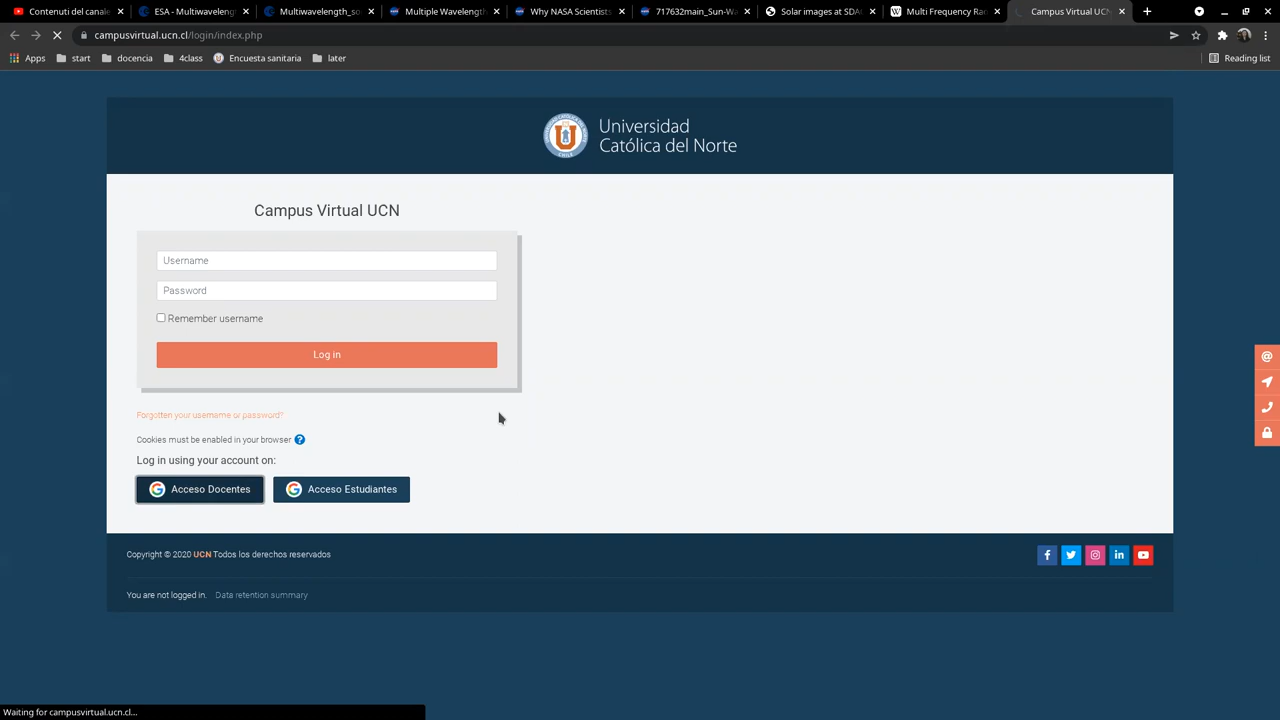 Contenuti del canale
ESA - Multiwavelength
Multiwavelength_so
Multiple Wavelength
Why NASA Scientists
717632main_Sun-Wa
Solar images at SDAC
Multi Frequency Ra
Campus Virtual UCN
campusvirtual.ucn.cl/login/index.php
Apps
start
docencia
4class
Encuesta sanitaria
later
Reading list
Universidad
Católica del Norte
Campus Virtual UCN
Username
Password
Remember username
Log in
Forgotten your username or password?
Cookies must be enabled in your browser
Log in using your account on:
Acceso Docentes
Acceso Estudiantes
Copyright © 2020 UCN Todos los derechos reservados
You are not logged in. Data retention summary
Waiting for campusvirtual.ucn.cl...